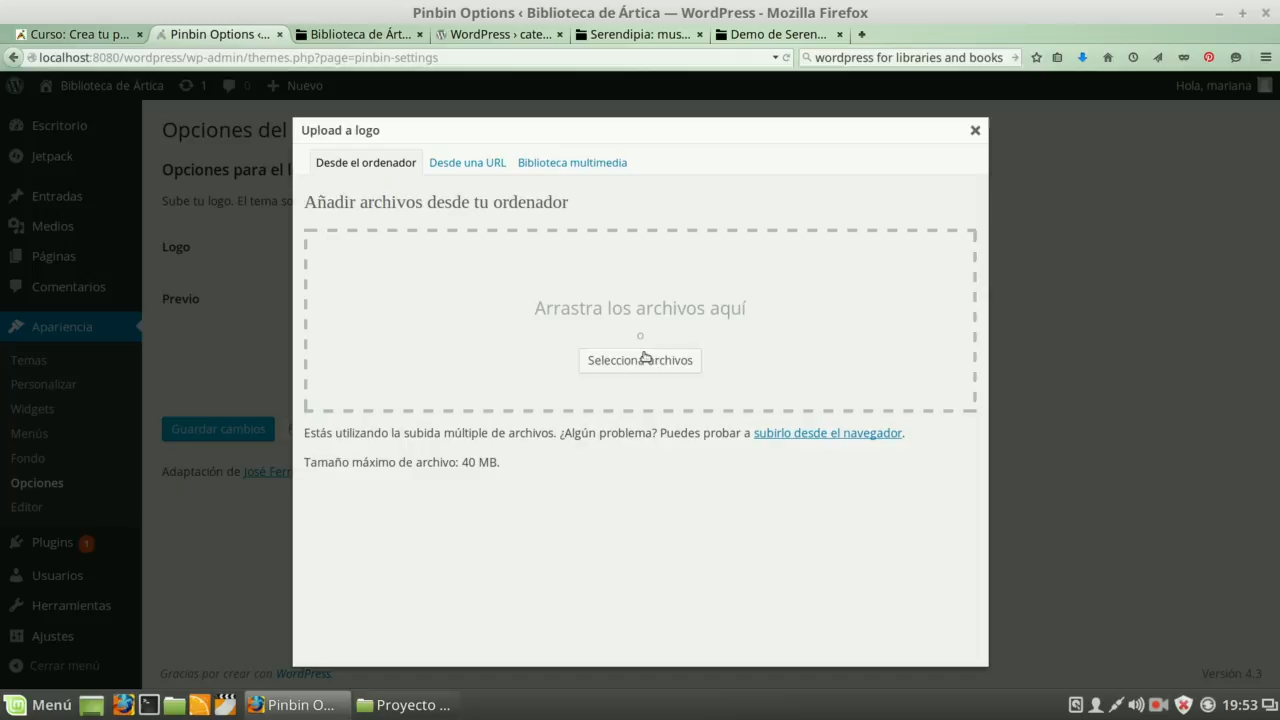 Pinbin Options ‹ Biblioteca de Ártica — WordPress - Mozilla Firefox
Curso: Crea tu p...
Pinbin Options ‹...
Biblioteca de Árt...
WordPress › cate...
Serendipia: mus...
Demo de Seren...
localhost:8080/wordpress/wp-admin/themes.php?page=pinbin-settings
wordpress for libraries and books
Biblioteca de Ártica
1
0
Nuevo
Hola, mariana
Escritorio
Jetpack
Entradas
Medios
Páginas
Comentarios
Apariencia
Temas
Personalizar
Widgets
Menús
Fondo
Opciones
Editor
Plugins 1
Usuarios
Herramientas
Ajustes
Cerrar menú
Opciones del
Opciones para el l
Sube tu logo. El tema so
Logo
Previo
Guardar cambios
Adaptación de José Ferr
Upload a logo
Desde el ordenador
Desde una URL
Biblioteca multimedia
Añadir archivos desde tu ordenador
Arrastra los archivos aquí
o
Selecciona archivos
Estás utilizando la subida múltiple de archivos. ¿Algún problema? Puedes probar a subirlo desde el navegador.
Tamaño máximo de archivo: 40 MB.
Gracias por crear con WordPress.
Versión 4.3
Menú
Pinbin O...
Proyecto ...
19:53